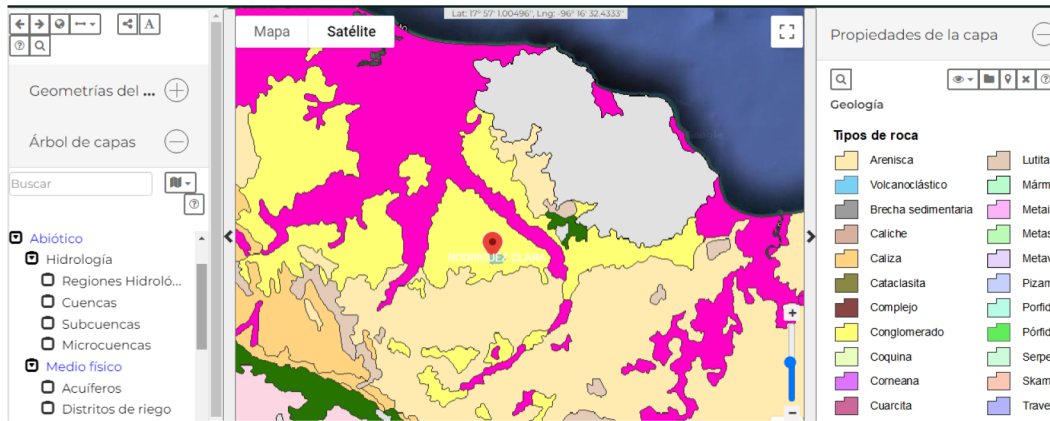 Lat: 17° 57' 1.00496", Lng: -96° 16' 32.4333"
A
Geometrías del ...
Árbol de capas
Buscar
Abiótico
Hidrología
Regiones Hidroló...
Cuencas
Subcuencas
Microcuencas
Medio físico
Acuíferos
Distritos de riego
Mapa
Satélite
RODRIGUEZ CLARA
Propiedades de la capa
Geología
Tipos de roca
Arenisca
Volcanoclástico
Brecha sedimentaria
Caliche
Caliza
Cataclasita
Complejo
Conglomerado
Coquina
Corneana
Cuarcita
Lutita
Márm
Metai
Metas
Metav
Pizarr
Porfid
Pórfid
Serpe
Skarn
Trave